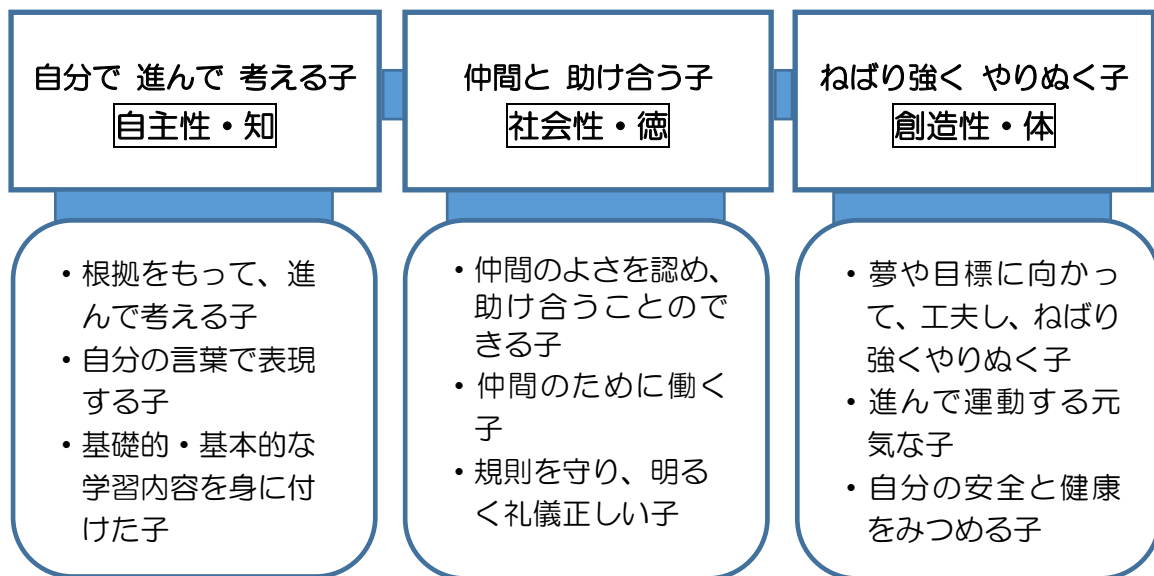 自分で 進んで 考える子
自主性・知
仲間と 助け合う子
社会性・徳
ねばり強く やりぬく子
創造性・体
・根拠をもって、進
んで考える子
・自分の言葉で表現
する子
・基礎的・基本的な
学習内容を身に付
けた子
・仲間のよさを認め、
助け合うことので
きる子
・仲間のために働く
子
・規則を守り、明る
く礼儀正しい子
・夢や目標に向かっ
て、工夫し、ねばり
強くやりぬく子
・進んで運動する元
気な子
・自分の安全と健康
をみつめる子